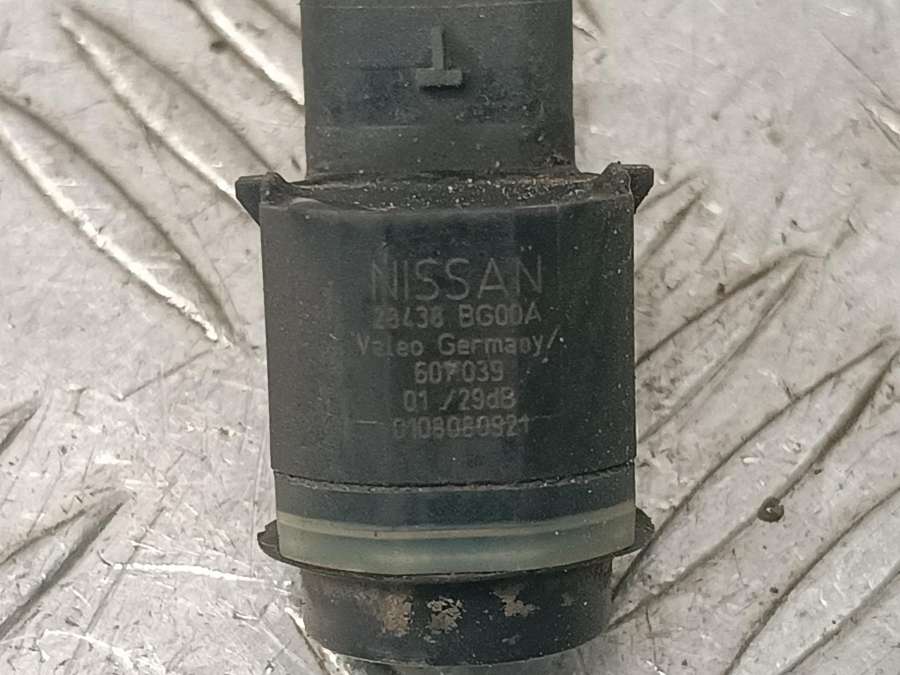 NISSAN
28438 BG00A
Valeo Germany/
607039
01 /29dB
0108080921